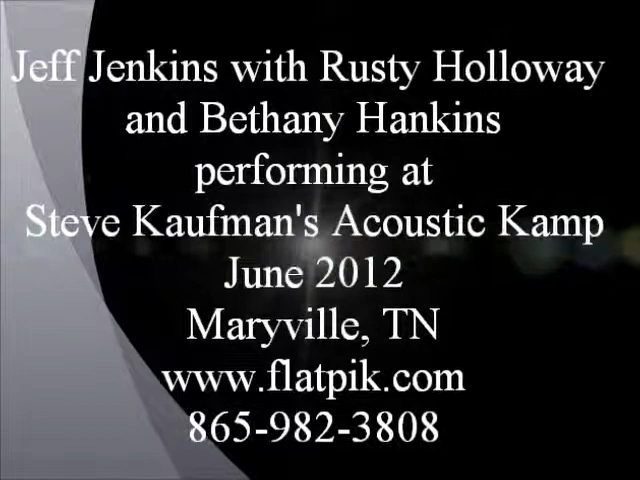 Jeff Jenkins with Rusty Holloway
and Bethany Hankins
performing at
Steve Kaufman's Acoustic Kamp
June 2012
Maryville, TN
www.flatpik.com
865-982-3808